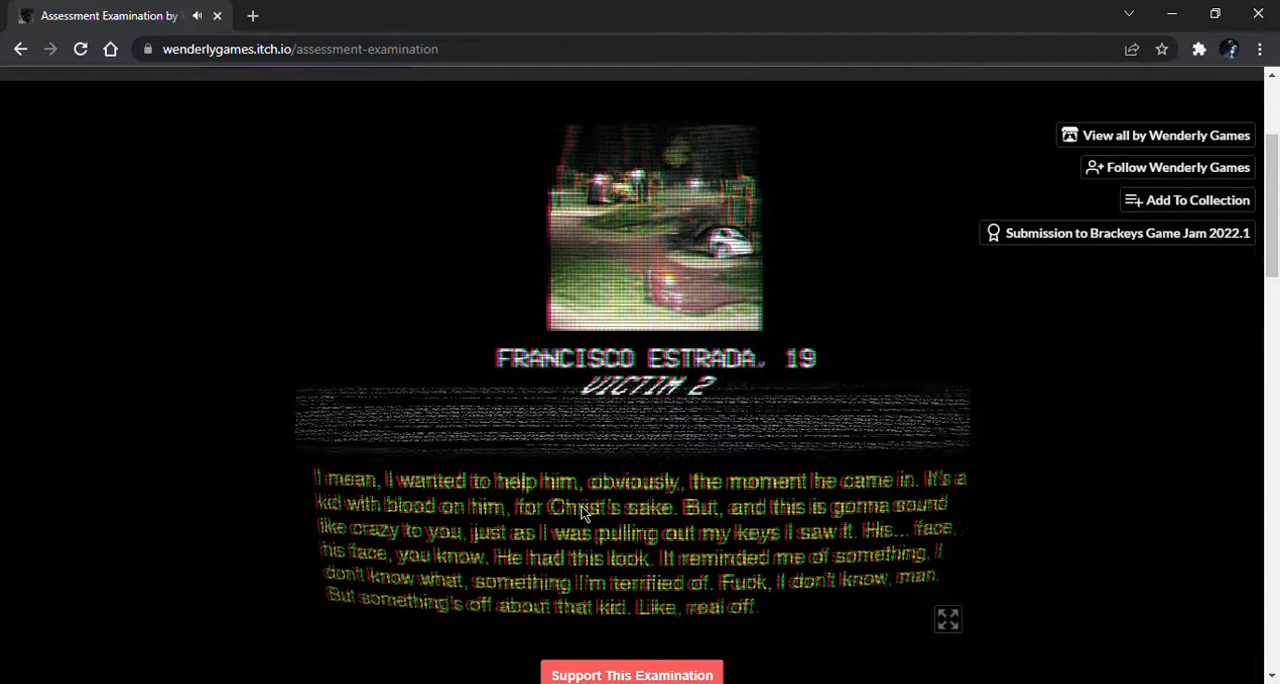 Assessment Examination by
wenderlygames.itch.io/assessment-examination
View all by Wenderly Games
Follow Wenderly Games
Add To Collection
Submission to Brackeys Game Jam 2022.1
FRANCISCO ESTRADA, 19
VICTIM 2
I mean, I wanted to help him, obviously, the moment he came in. It's a
kid with blood on him, for Christ's sake. But, and this is gonna sound
like crazy to you, just as I was pulling out my keys I saw it. His... face,
his face, you know. He had this look. It reminded me of something, I
don't know what, something I'm terrified of. Fuck, I don't know, man.
But something's off about that kid. Like, real off.
Support This Examination